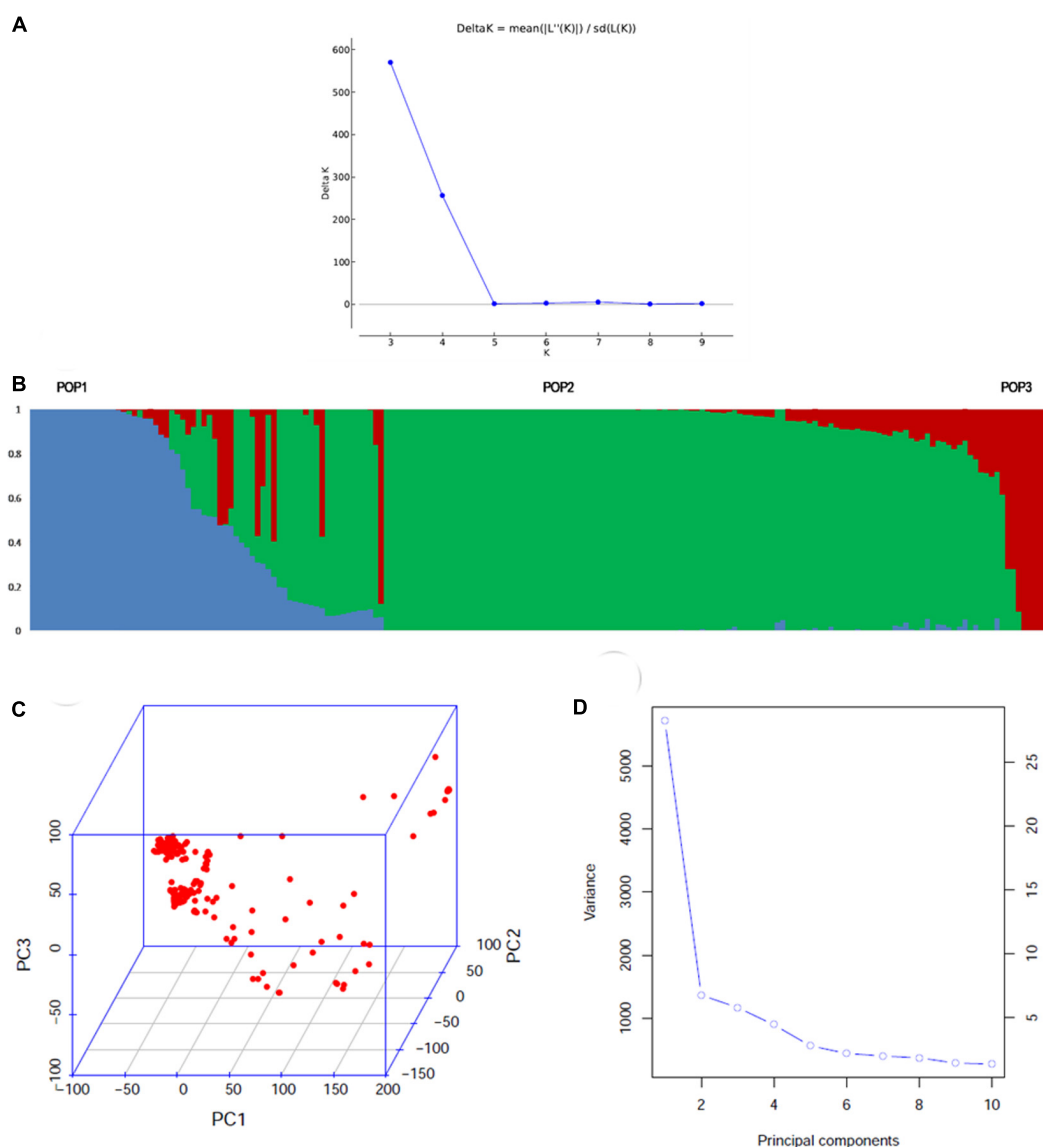 A
DeltaK = mean(|L''(K)|) / sd(L(K))
600
500
400
300
200
100
0
Delta K
3 4 5 6 7 8 9
K
B
POP1 POP2 POP3
1
0.8
0.6
0.4
0.2
0
C
100
50
0
−50
−100
PC3
−100 −50 0 50 100 150 200
PC1
100
50
0
−50
−100
−150
PC2
D
5000
4000
3000
2000
1000
Variance
25
20
15
10
5
2 4 6 8 10
Principal components